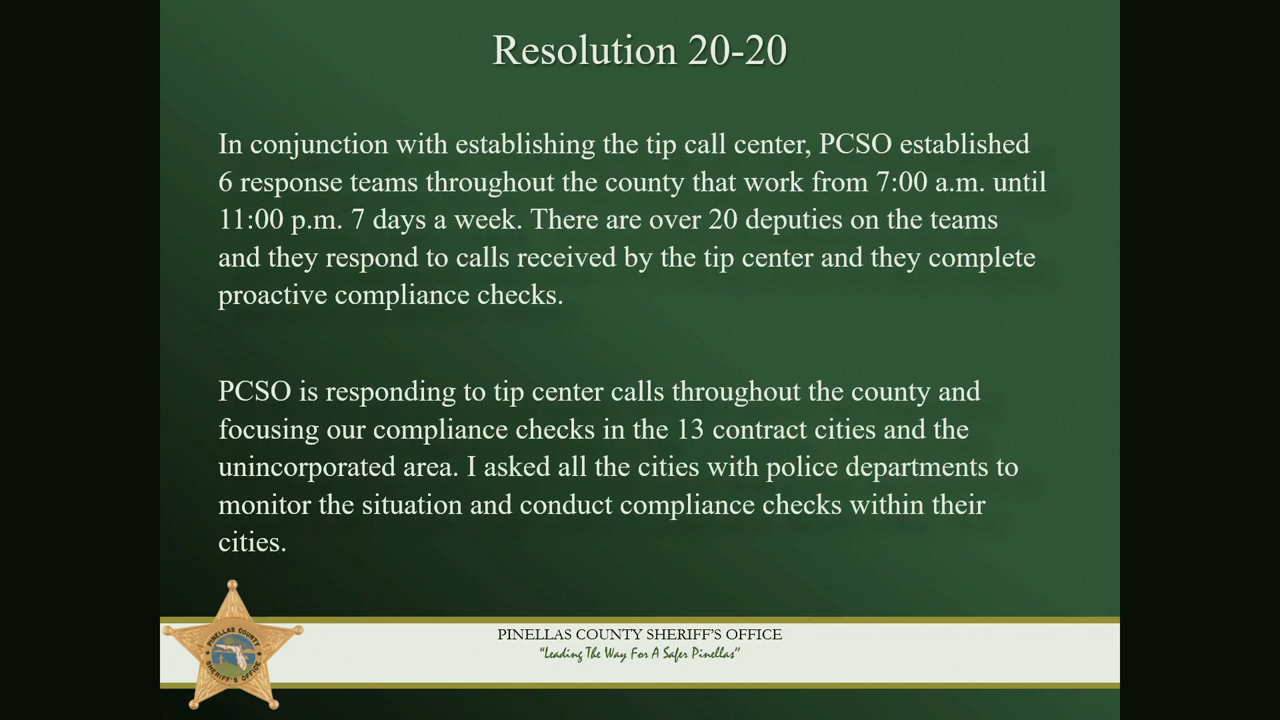 Resolution 20-20
In conjunction with establishing the tip call center, PCSO established
6 response teams throughout the county that work from 7:00 a.m. until
11:00 p.m. 7 days a week. There are over 20 deputies on the teams
and they respond to calls received by the tip center and they complete
proactive compliance checks.
PCSO is responding to tip center calls throughout the county and
focusing our compliance checks in the 13 contract cities and the
unincorporated area. I asked all the cities with police departments to
monitor the situation and conduct compliance checks within their
cities.
PINELLAS COUNTY SHERIFF'S OFFICE
"Leading The Way For A Safer Pinellas"
PINELLAS COUNTY
SHERIFF'S OFFICE